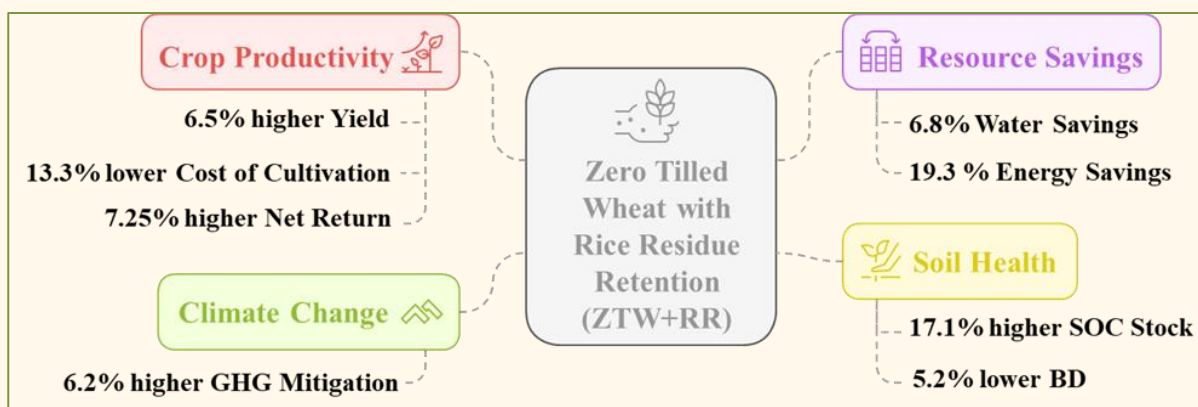 Crop Productivity
6.5% higher Yield
13.3% lower Cost of Cultivation
7.25% higher Net Return
Climate Change
6.2% higher GHG Mitigation
Zero Tilled
Wheat with
Rice Residue
Retention
(ZTW+RR)
Resource Savings
6.8% Water Savings
19.3 % Energy Savings
Soil Health
17.1% higher SOC Stock
5.2% lower BD